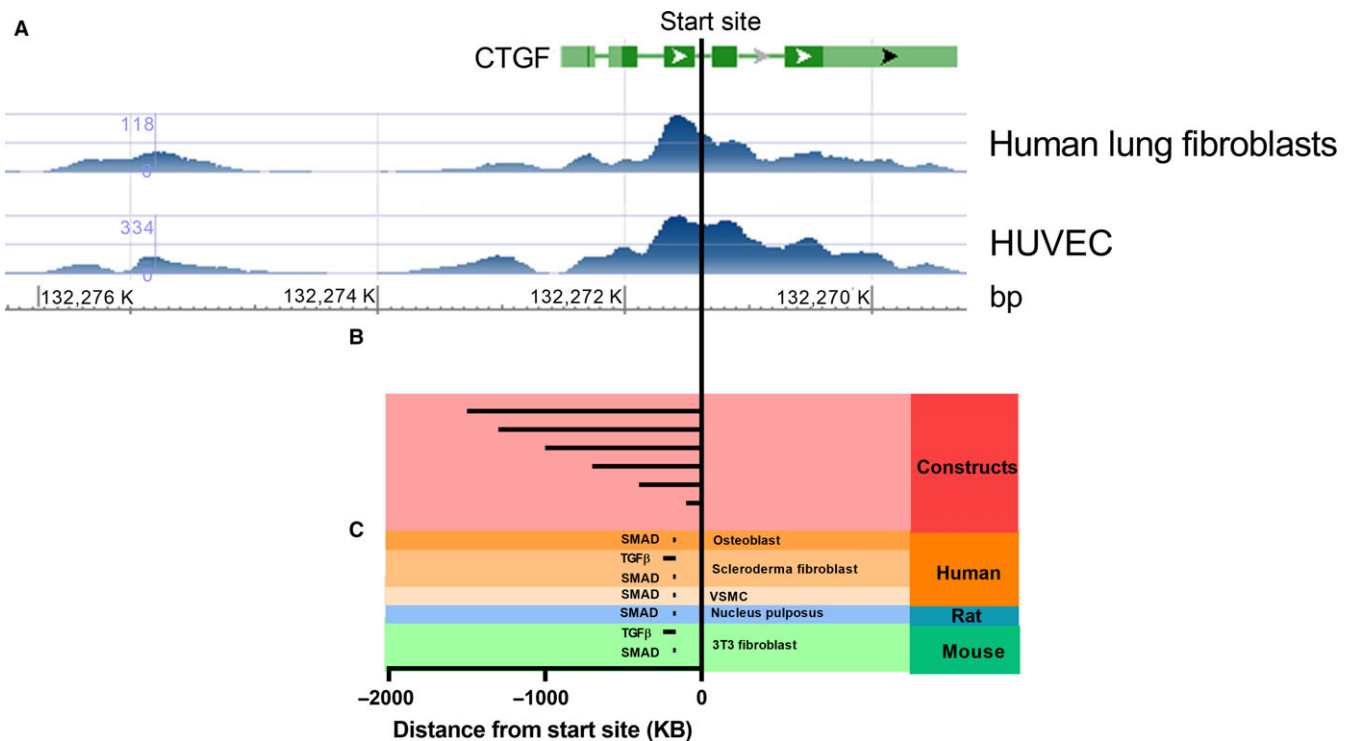 A
Start site
CTGF
118
0
Human lung fibroblasts
334
0
HUVEC
132,276 K
132,274 K
132,272 K
132,270 K
bp
B
Constructs
C
SMAD
Osteoblast
TGFβ
Scleroderma fibroblast
SMAD
Human
SMAD
VSMC
SMAD
Nucleus pulposus
Rat
TGFβ
3T3 fibroblast
SMAD
Mouse
−2000
−1000
0
Distance from start site (KB)